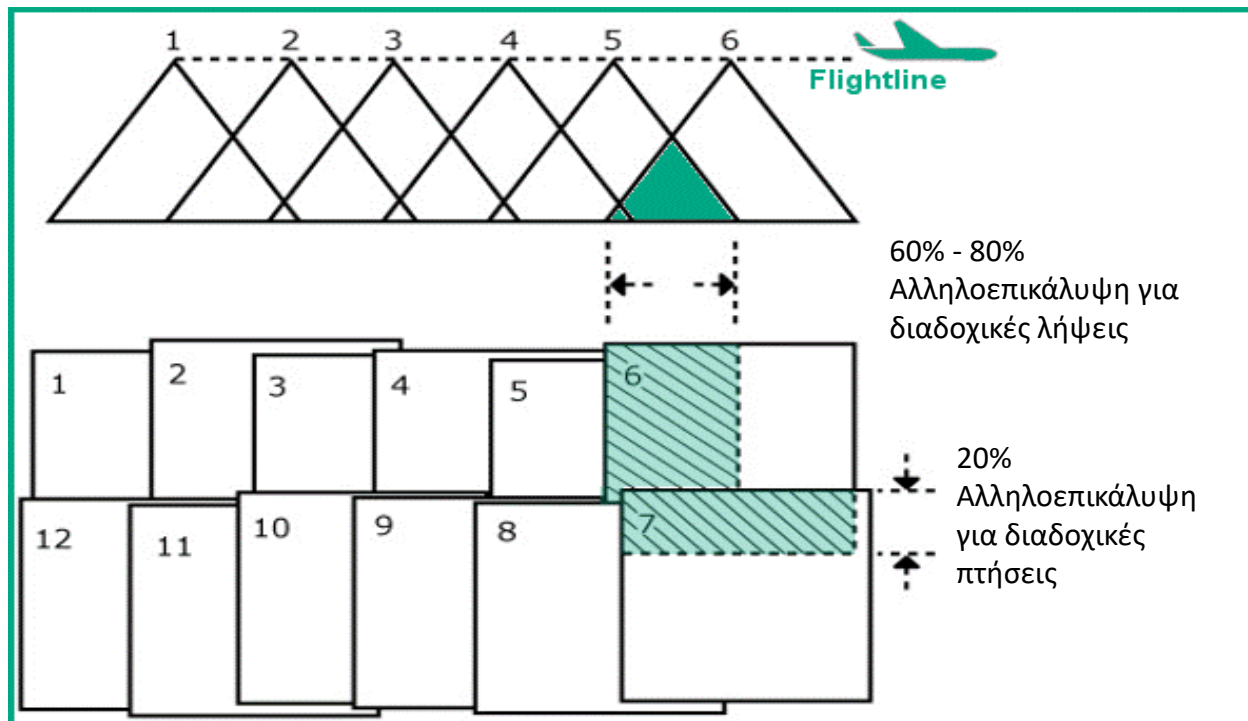 1 2 3 4 5 6
Flightline
60% - 80%
Αλληλοεπικάλυψη για
διαδοχικές λήψεις
1 2 3 4 5 6
20%
Αλληλοεπικάλυψη
για διαδοχικές
πτήσεις
12 11 10 9 8 7